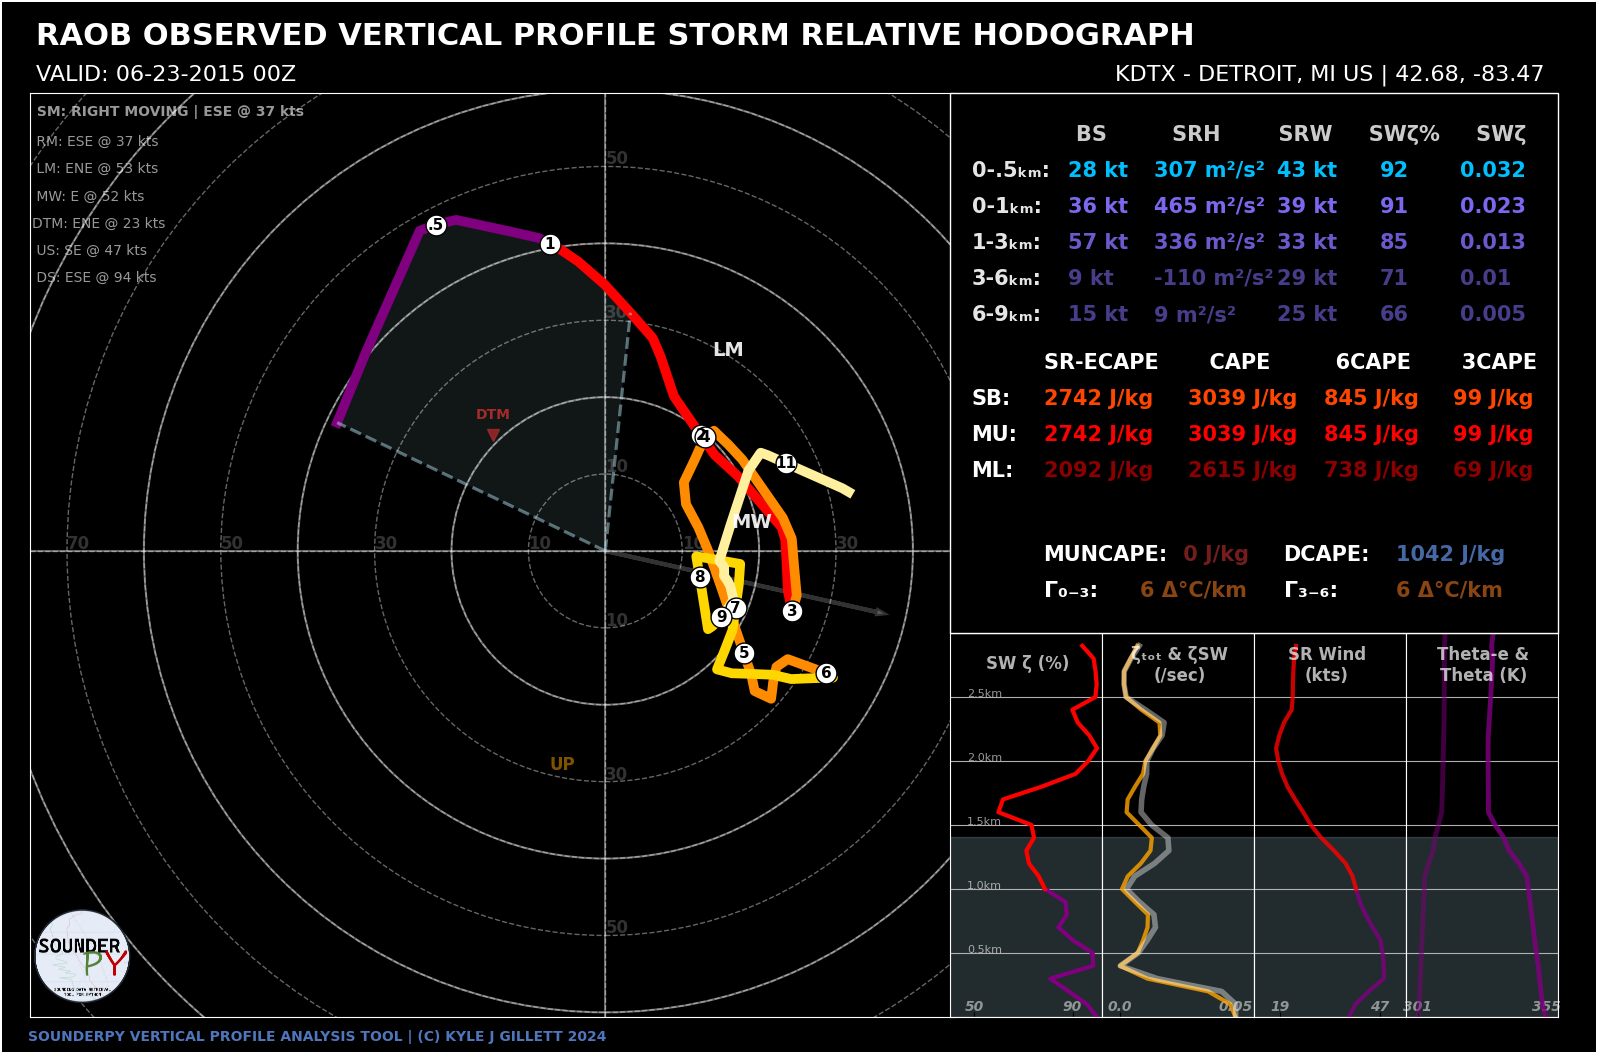 RAOB OBSERVED VERTICAL PROFILE STORM RELATIVE HODOGRAPH
VALID: 06-23-2015 00Z
KDTX - DETROIT, MI US | 42.68, -83.47
SM: RIGHT MOVING | ESE @ 37 kts
RM: ESE @ 37 kts
LM: ENE @ 53 kts
MW: E @ 52 kts
DTM: ENE @ 23 kts
US: SE @ 47 kts
DS: ESE @ 94 kts
50
.5
1
30
LM
DTM
2 4
10
11
MW
70 50 30 10 10 30
8
7
9
3
10
5
6
UP
30
50
BS SRH SRW SWζ% SWζ
0-.5ₖₘ: 28 kt 307 m²/s² 43 kt 92 0.032
0-1ₖₘ: 36 kt 465 m²/s² 39 kt 91 0.023
1-3ₖₘ: 57 kt 336 m²/s² 33 kt 85 0.013
3-6ₖₘ: 9 kt -110 m²/s² 29 kt 71 0.01
6-9ₖₘ: 15 kt 9 m²/s² 25 kt 66 0.005
SR-ECAPE CAPE 6CAPE 3CAPE
SB: 2742 J/kg 3039 J/kg 845 J/kg 99 J/kg
MU: 2742 J/kg 3039 J/kg 845 J/kg 99 J/kg
ML: 2092 J/kg 2615 J/kg 738 J/kg 69 J/kg
MUNCAPE: 0 J/kg DCAPE: 1042 J/kg
Γ₀₋₃: 6 Δ°C/km Γ₃₋₆: 6 Δ°C/km
SW ζ (%)
ζₜₒₜ & ζSW
(/sec)
SR Wind
(kts)
Theta-e &
Theta (K)
2.5km
2.0km
1.5km
1.0km
0.5km
50 90 0.0 0.05 19 47 301 355
SOUNDER
PY
SOUNDING DATA RETRIEVAL
TOOL FOR PYTHON
SOUNDERPY VERTICAL PROFILE ANALYSIS TOOL | (C) KYLE J GILLETT 2024